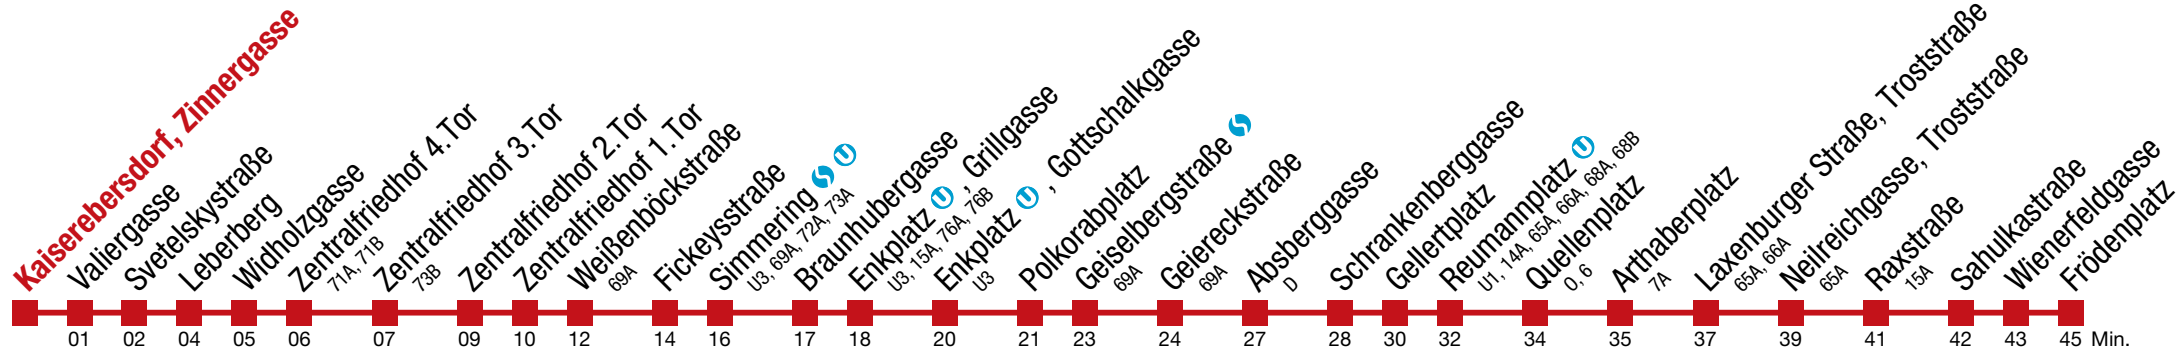 Kaiserebersdorf, Zinnergasse
Valiergasse
Svetelskystraße
Leberberg
Widholzgasse
Zentralfriedhof 4.Tor
71A, 71B
Zentralfriedhof 3.Tor
73B
Zentralfriedhof 2.Tor
Zentralfriedhof 1.Tor
Weißenböckstraße
69A
Fickeysstraße
Simmering S U
U3, 69A, 72A, 73A
Braunhubergasse
Enkplatz U , Grillgasse
U3, 15A, 76A, 76B
Enkplatz U , Gottschalkgasse
U3
Polkorabplatz
Geiselbergstraße S
69A
Geiereckstraße
69A
Absberggasse
D
Schrankenberggasse
Gellertplatz
Reumannplatz U
U1, 14A, 65A, 66A, 68A, 68B
Quellenplatz
O, 6
Arthaberplatz
7A
Laxenburger Straße, Troststraße
65A, 66A
Neilreichgasse, Troststraße
65A
Raxstraße
15A
Sahulkastraße
Wienerfeldgasse
Frödenplatz
01 02 04 05 06 07 09 10 12 14 16 17 18 20 21 23 24 27 28 30 32 34 35 37 39 41 42 43 45 Min.